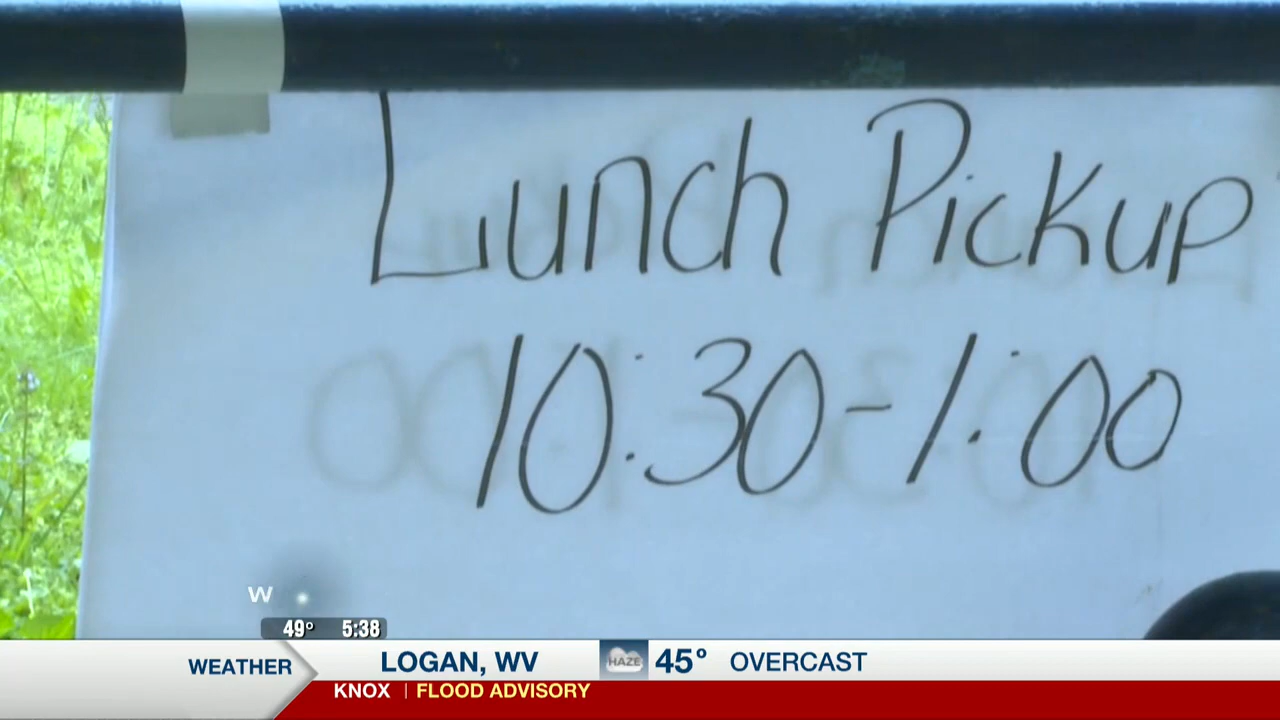 Lunch Pickup
10:30-1:00
W
49° 5:38
WEATHER LOGAN, WV HAZE 45° OVERCAST
KNOX | FLOOD ADVISORY